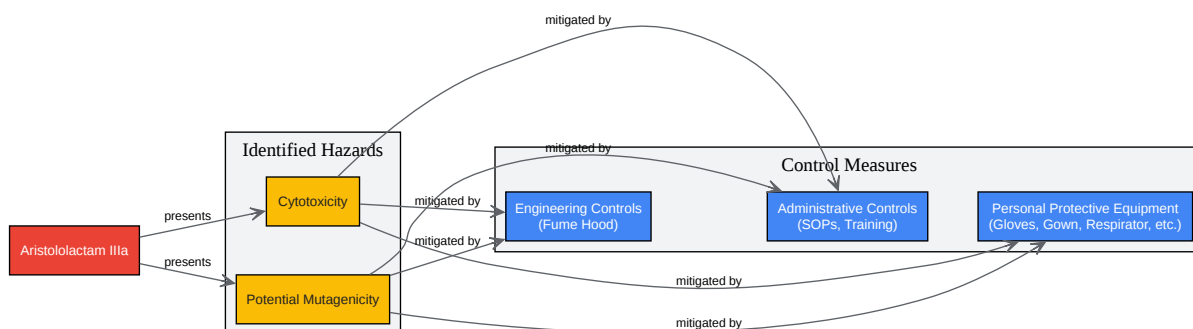 mitigated by
Identified Hazards
mitigated by
Control Measures
Cytotoxicity
mitigated by
Engineering Controls
(Fume Hood)
Administrative Controls
(SOPs, Training)
Personal Protective Equipment
(Gloves, Gown, Respirator, etc.)
presents
Aristololactam IIIa
mitigated by
presents
mitigated by
Potential Mutagenicity
mitigated by